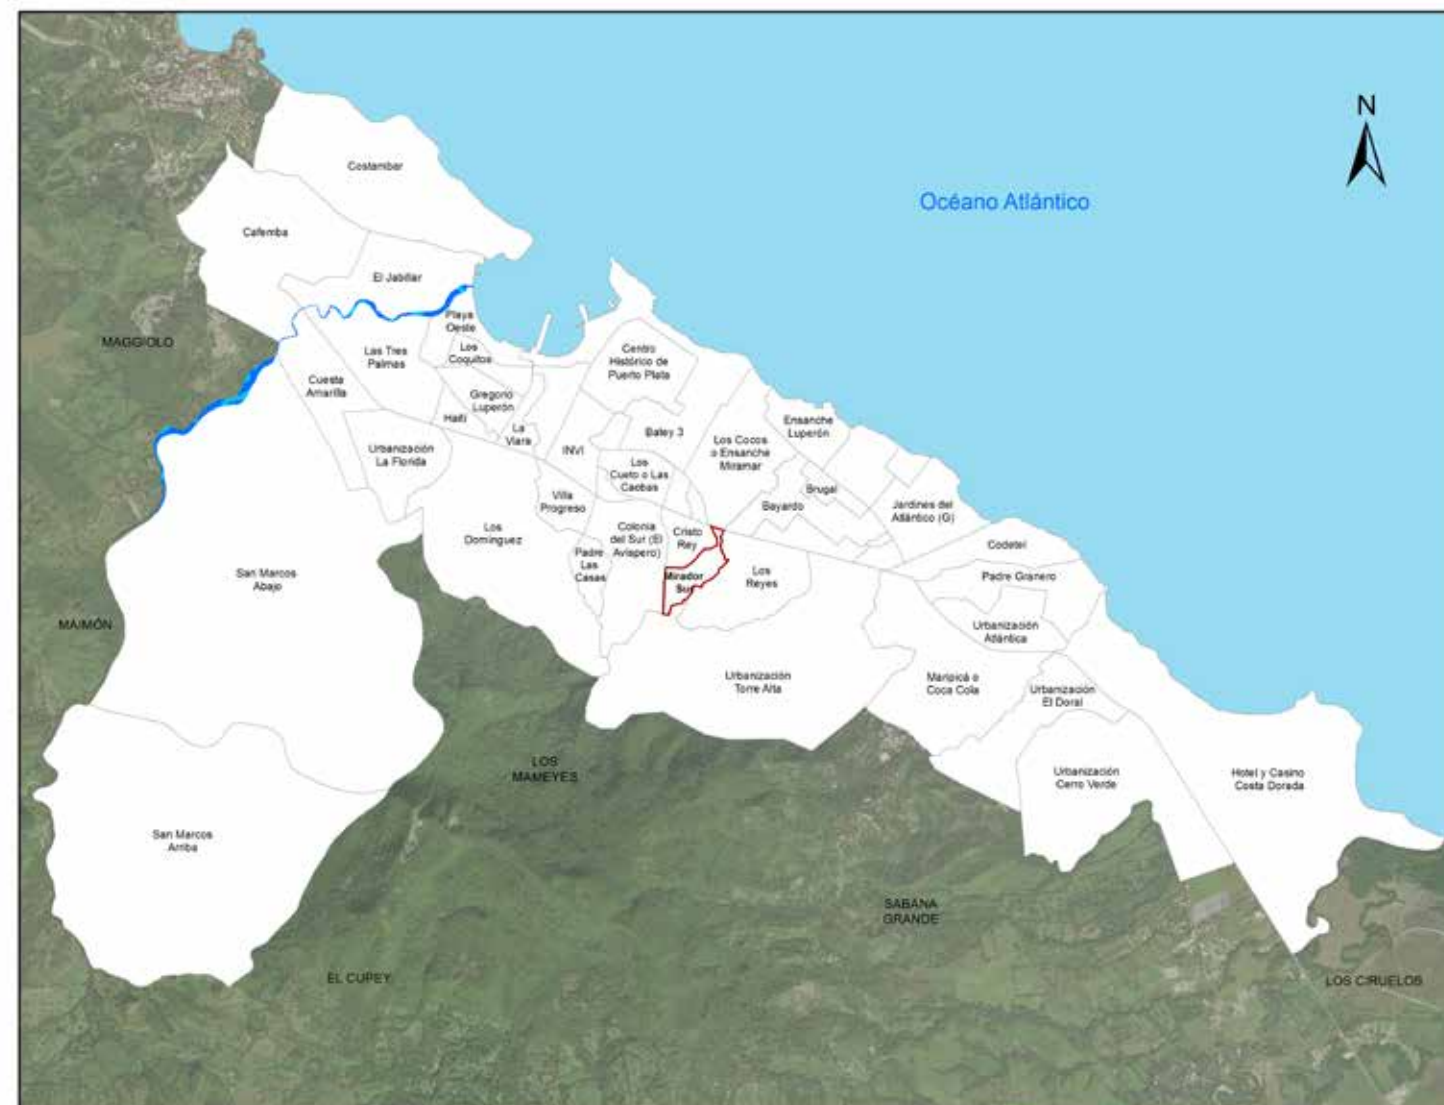 N
Costambar
Océano Atlántico
Cafemba
El Jabillar
Playa
Oeste
MAGGIOLO
Las Tres
Palmas
Los
Coquitos
Centro
Histórico de
Puerto Plata
Cuesta
Amarilla
Gregorio
Luperón
Haití
La
Viara
Ensanche
Luperón
Batey 3
INVI
Los Cocos
o Ensanche
Miramar
Urbanización
La Florida
Los
Cueto o Las
Caobas
Brugal
Bayardo
Jardines del
Atlántico (G)
Villa
Progreso
Los
Domínguez
Colonia
del Sur (El
Avispero)
Cristo
Rey
Codetel
Padre
Las
Casas
Mirador
Sur
Los
Reyes
Padre Granero
San Marcos
Abajo
MAIMÓN
Urbanización
Atlántica
Urbanización
Torre Alta
Maripicá o
Coca Cola
Urbanización
El Doral
LOS
MAMEYES
Urbanización
Cerro Verde
Hotel y Casino
Costa Dorada
San Marcos
Arriba
SABANA
GRANDE
EL CUPEY
LOS CIRUELOS